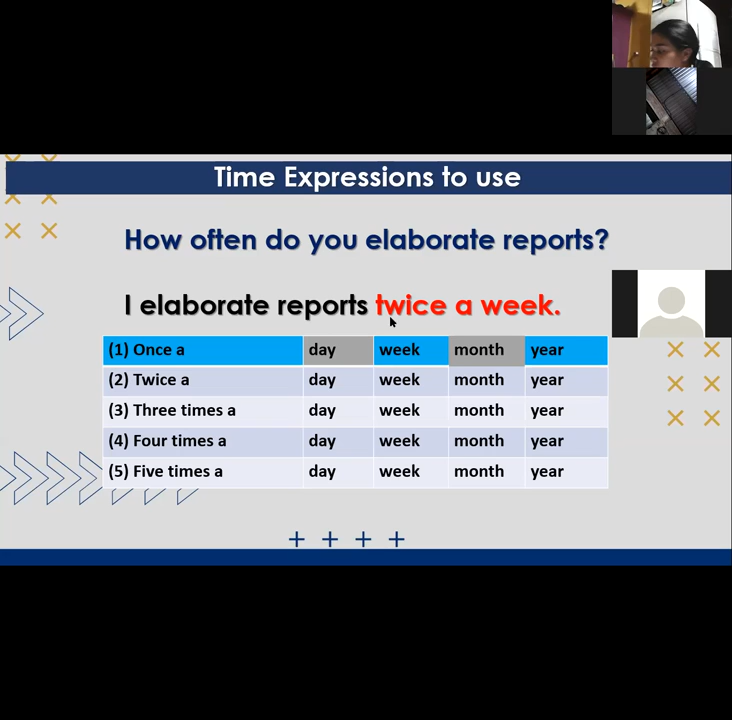 Time Expressions to use
How often do you elaborate reports?
I elaborate reports twice a week.
(1) Once a day week month year
(2) Twice a day week month year
(3) Three times a day week month year
(4) Four times a day week month year
(5) Five times a day week month year